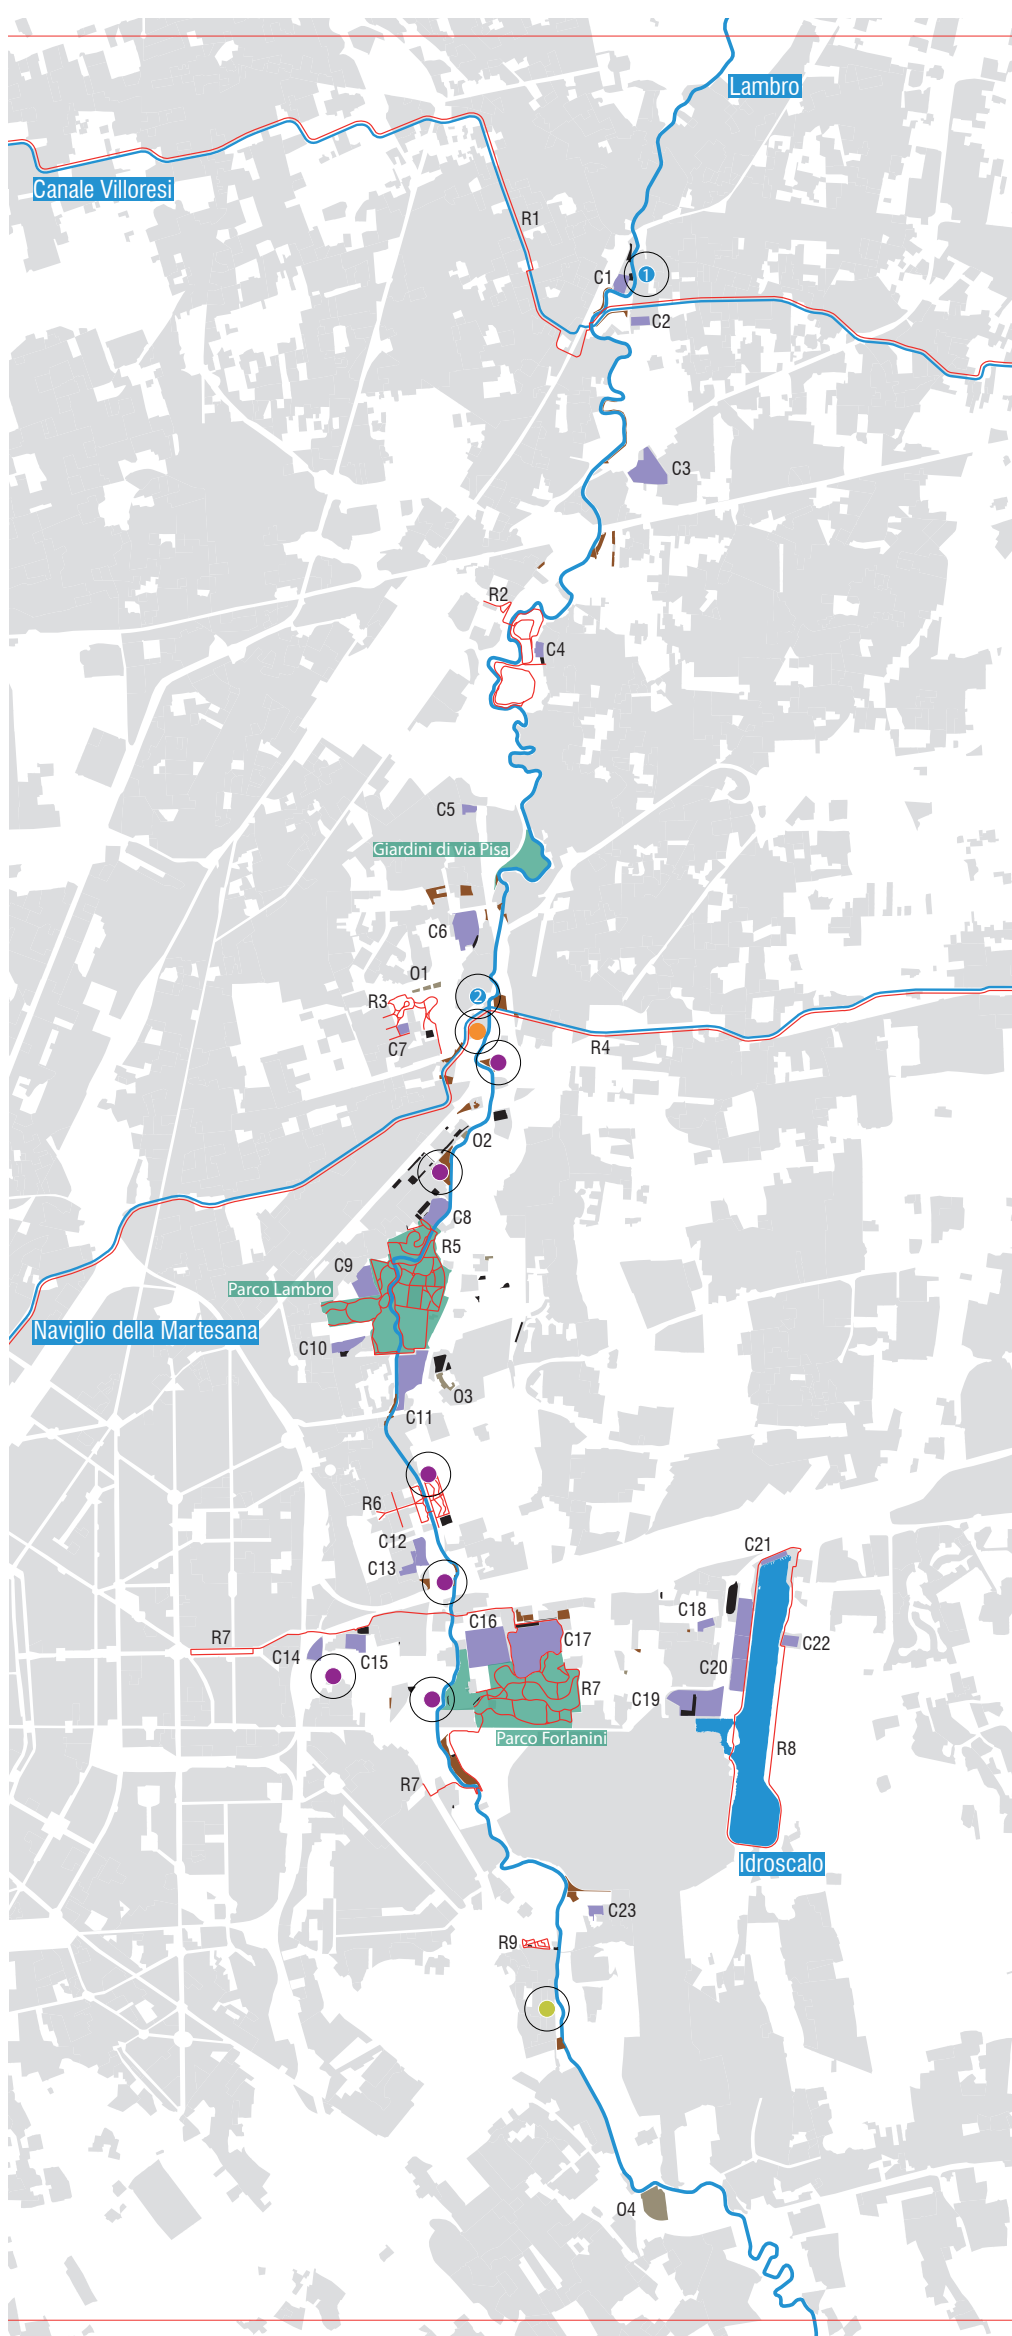 Lambro
Canale Villoresi
R1
C1
1
C2
C3
R2
C4
C5
Giardini di via Pisa
C6
O1
R3
2
C7
R4
O2
C8
R5
C9
Parco Lambro
Naviglio della Martesana
C10
O3
C11
R6
C12
C13
C21
C18
C16
R7
C17
C22
C14
C15
C20
R7
C19
Parco Forlanini
R8
R7
Idroscalo
C23
R9
O4